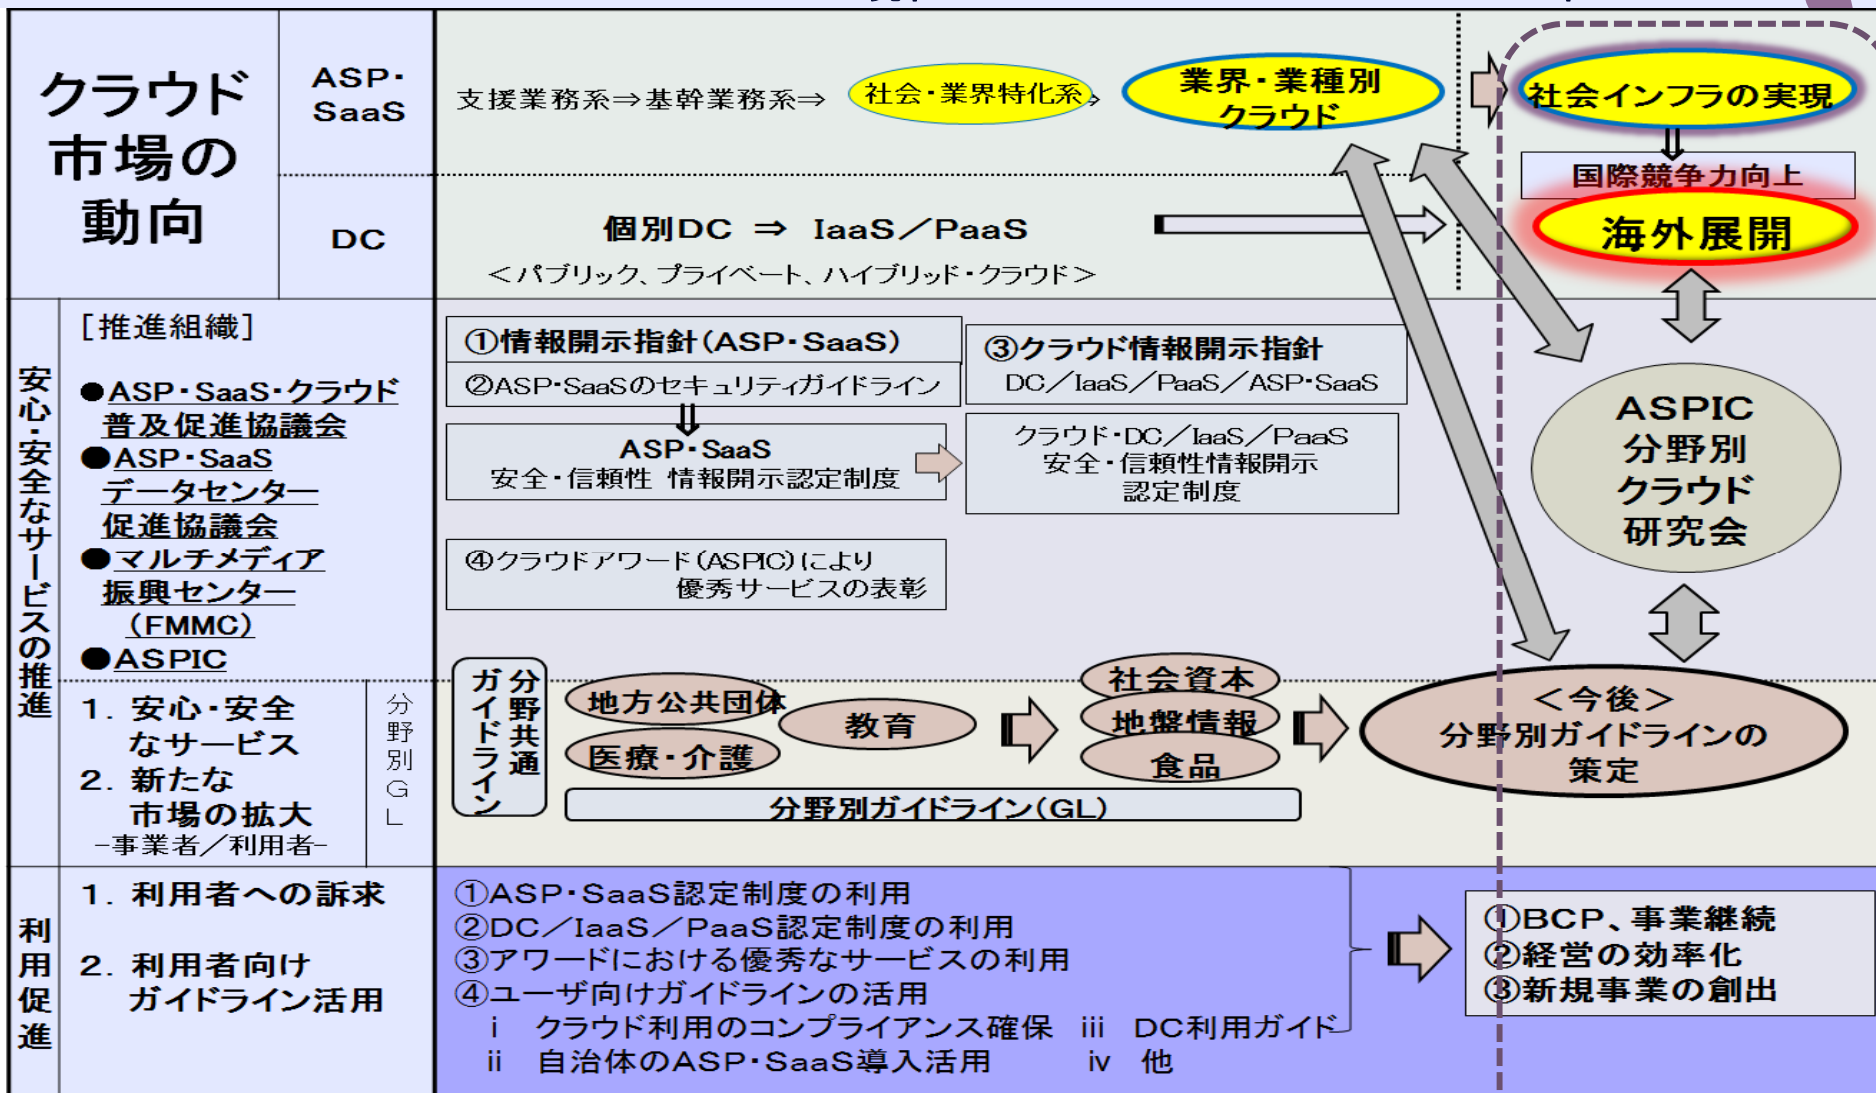 クラウド
市場の
動向
ASP・
SaaS
支援業務系⇒基幹業務系⇒
社会・業界特化系
業界・業種別
クラウド
社会インフラの実現
国際競争力向上
海外展開
DC
個別DC ⇒ IaaS／PaaS
＜パブリック、プライベート、ハイブリッド・クラウド＞
安心・安全なサービスの推進
［推進組織］
●ASP・SaaS・クラウド
普及促進協議会
●ASP・SaaS
データセンター
促進協議会
●マルチメディア
振興センター
（FMMC）
●ASPIC
①情報開示指針（ASP・SaaS）
②ASP・SaaSのセキュリティガイドライン
ASP・SaaS
安全・信頼性 情報開示認定制度
③クラウド情報開示指針
DC／IaaS／PaaS／ASP・SaaS
クラウド・DC／IaaS／PaaS
安全・信頼性情報開示
認定制度
④クラウドアワード（ASPIC）により
優秀サービスの表彰
ASPIC
分野別
クラウド
研究会
1. 安心・安全
なサービス
2. 新たな
市場の拡大
-事業者／利用者-
分野別GL
分野共通
ガイドライン
地方公共団体
医療・介護
教育
社会資本
地盤情報
食品
分野別ガイドライン（GL）
＜今後＞
分野別ガイドラインの
策定
利用促進
1. 利用者への訴求
2. 利用者向け
ガイドライン活用
①ASP・SaaS認定制度の利用
②DC／IaaS／PaaS認定制度の利用
③アワードにおける優秀なサービスの利用
④ユーザ向けガイドラインの活用
i クラウド利用のコンプライアンス確保 iii DC利用ガイド
ii 自治体のASP・SaaS導入活用 iv 他
①BCP、事業継続
②経営の効率化
③新規事業の創出